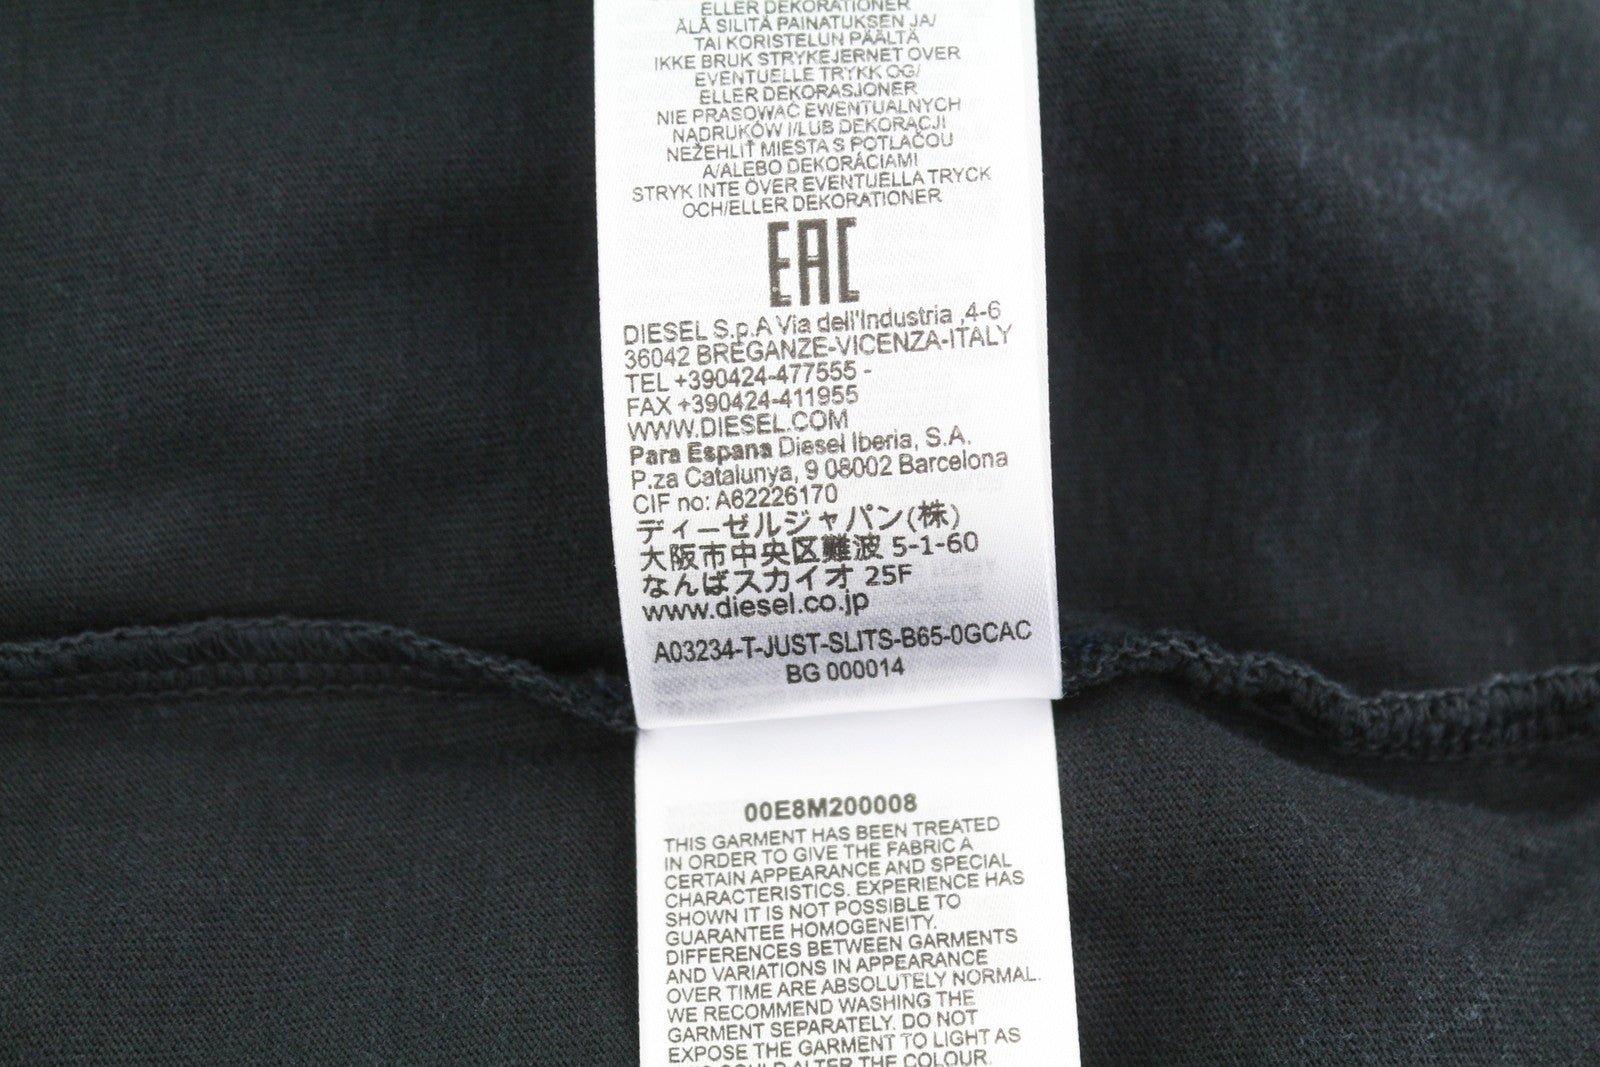 ELLER DEKORATIONER
ÄLÄ SILITÄ PAINATUKSEN JA/
TAI KORISTELUN PÄÄLTÄ
IKKE BRUK STRYKEJERNET OVER
EVENTUELLE TRYKK OG/
ELLER DEKORASJONER
NIE PRASOWAĆ EWENTUALNYCH
NADRUKÓW I/LUB DEKORACJI
NEŽEHLIŤ MIESTA S POTLAČOU
A/ALEBO DEKORÁCIAMI
STRYK INTE ÖVER EVENTUELLA TRYCK
OCH/ELLER DEKORATIONER
EAC
DIESEL S.p.A Via dell'Industria ,4-6
36042 BREGANZE-VICENZA-ITALY
TEL +390424-477555 -
FAX +390424-411955
WWW.DIESEL.COM
Para Espana Diesel Iberia, S.A.
P.za Catalunya, 9 08002 Barcelona
CIF no: A62226170
ディーゼルジャパン(株)
大阪市中央区難波 5-1-60
なんばスカイオ 25F
www.diesel.co.jp
A03234-T-JUST-SLITS-B65-0GCAC
BG 000014
00E8M200008
THIS GARMENT HAS BEEN TREATED
IN ORDER TO GIVE THE FABRIC A
CERTAIN APPEARANCE AND SPECIAL
CHARACTERISTICS. EXPERIENCE HAS
SHOWN IT IS NOT POSSIBLE TO
GUARANTEE HOMOGENEITY.
DIFFERENCES BETWEEN GARMENTS
AND VARIATIONS IN APPEARANCE
OVER TIME ARE ABSOLUTELY NORMAL.
WE RECOMMEND WASHING THE
GARMENT SEPARATELY. DO NOT
EXPOSE THE GARMENT TO LIGHT AS
THIS COULD ALTER THE COLOUR.